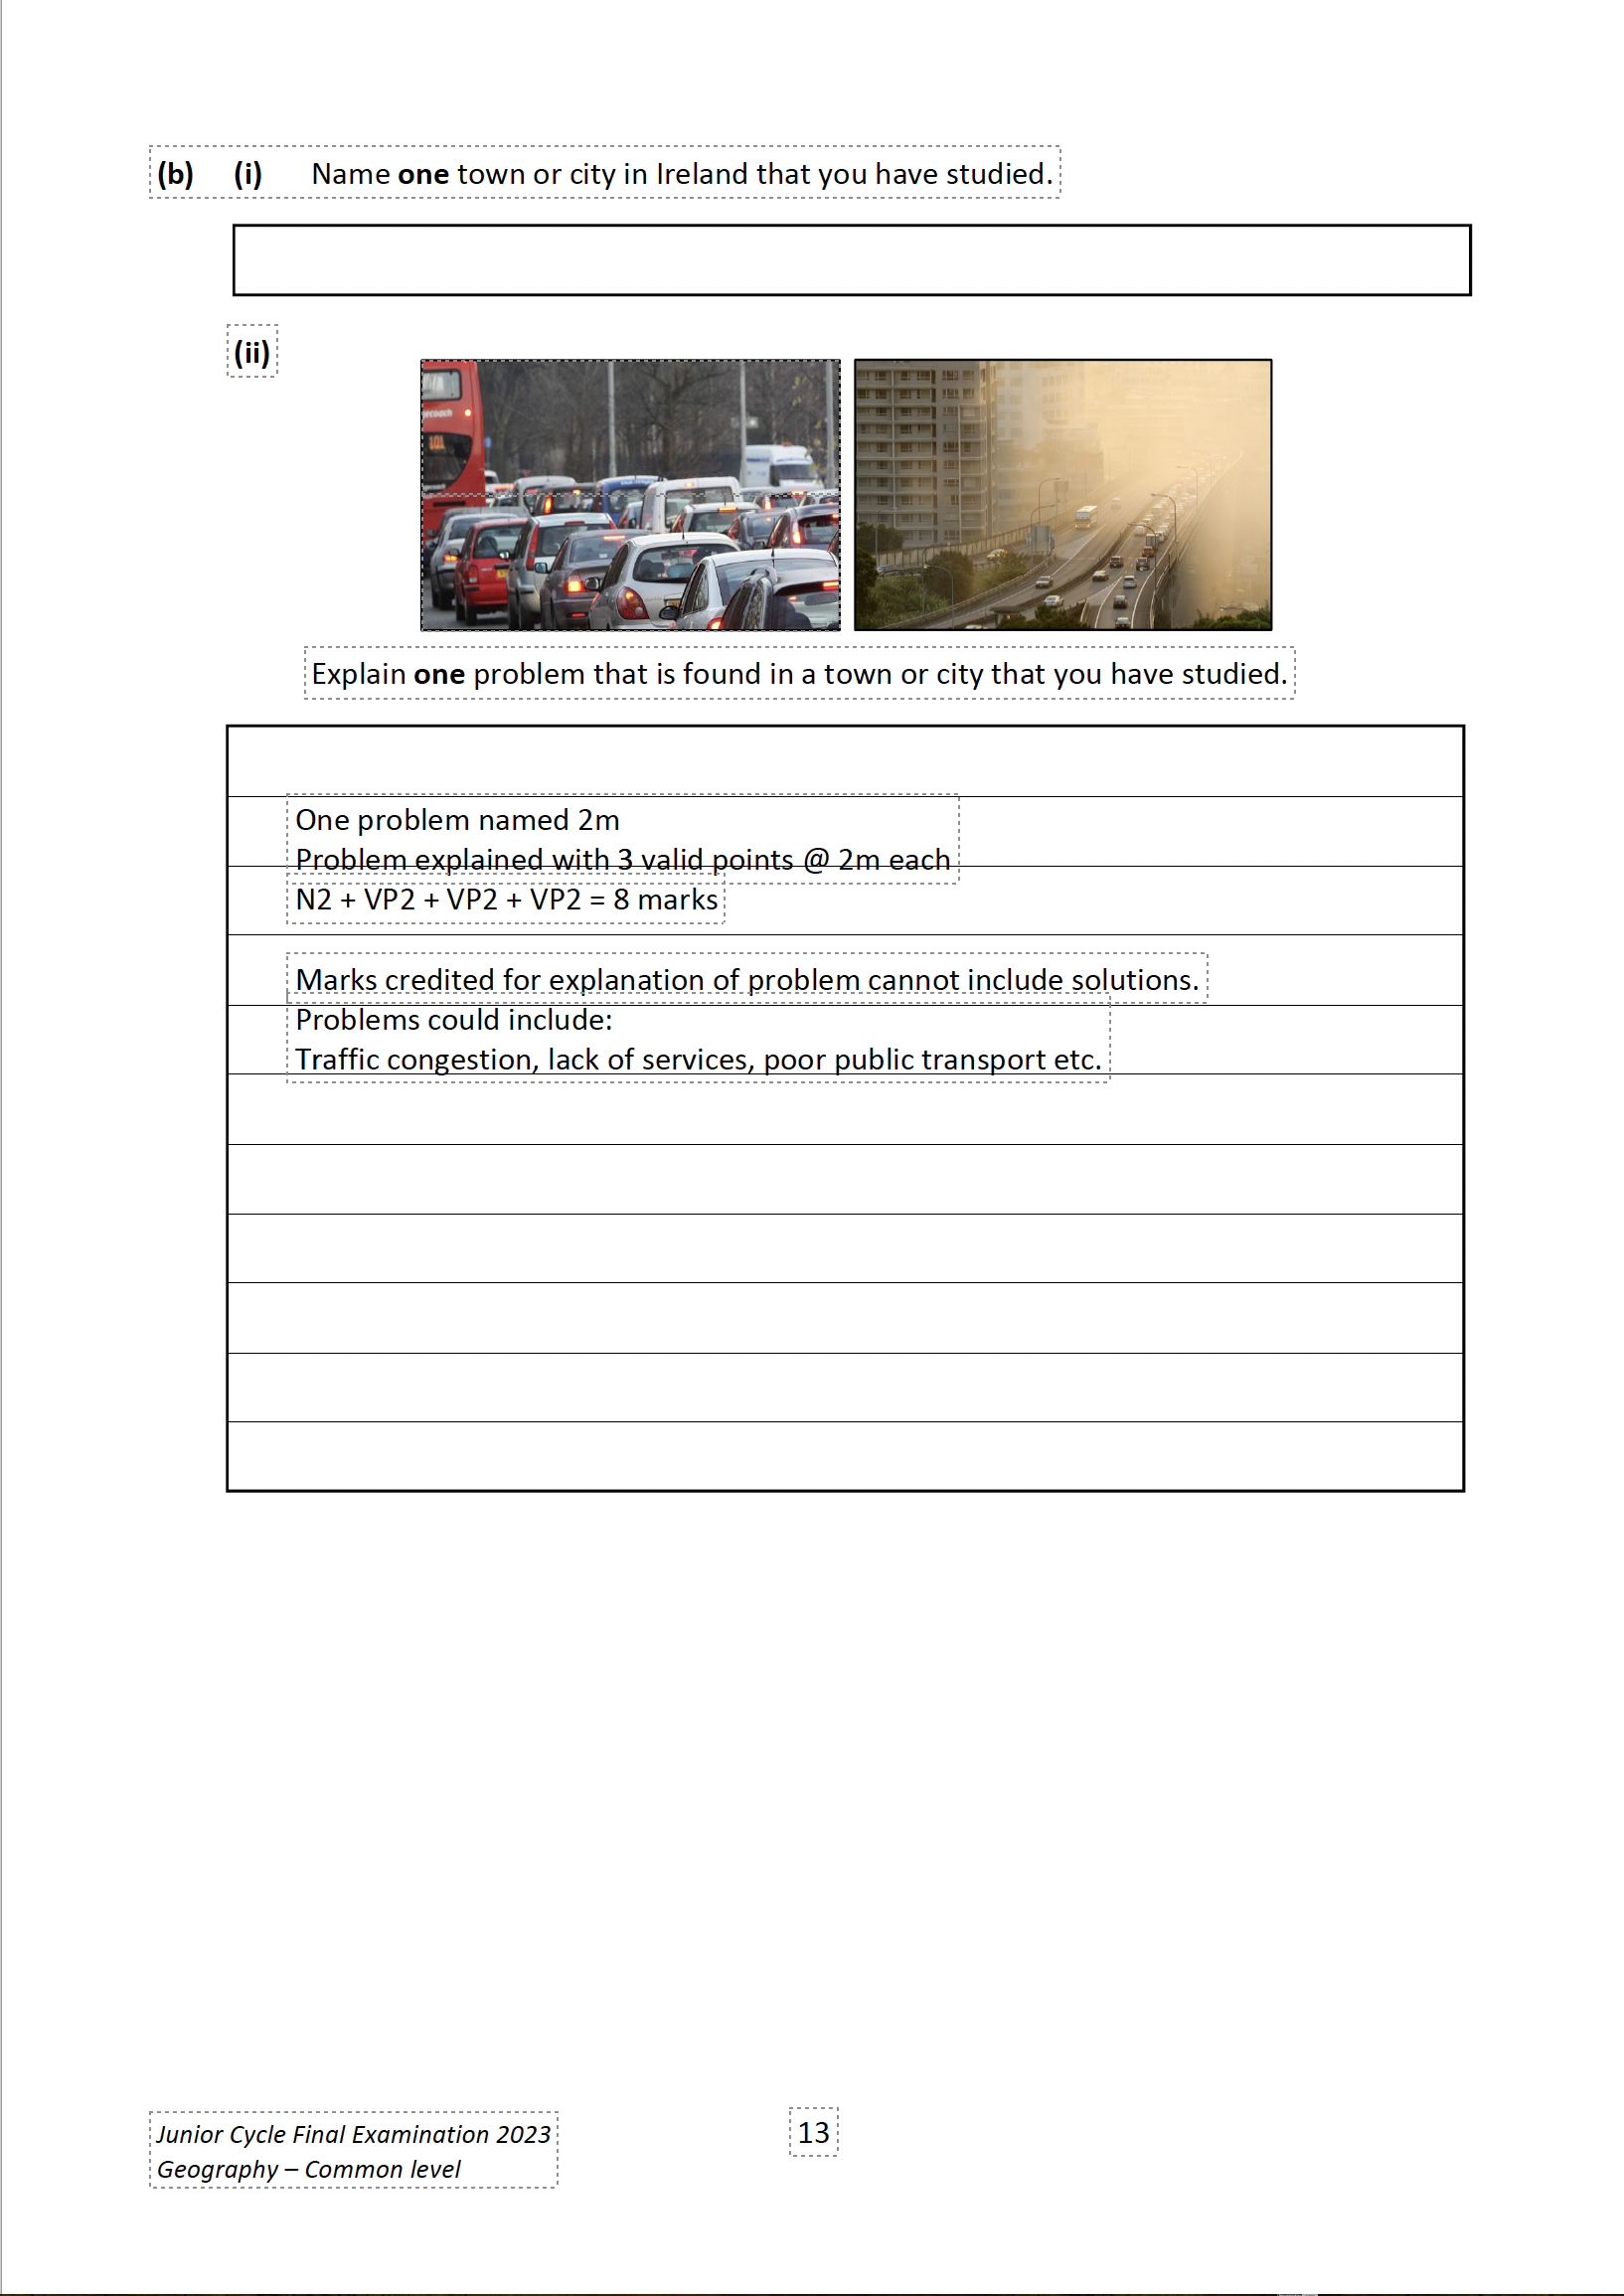 (b) (i) Name one town or city in Ireland that you have studied.
(ii)
ecoach
101
Explain one problem that is found in a town or city that you have studied.
One problem named 2m
Problem explained with 3 valid points @ 2m each
N2 + VP2 + VP2 + VP2 = 8 marks
Marks credited for explanation of problem cannot include solutions.
Problems could include:
Traffic congestion, lack of services, poor public transport etc.
Junior Cycle Final Examination 2023
13
Geography – Common level